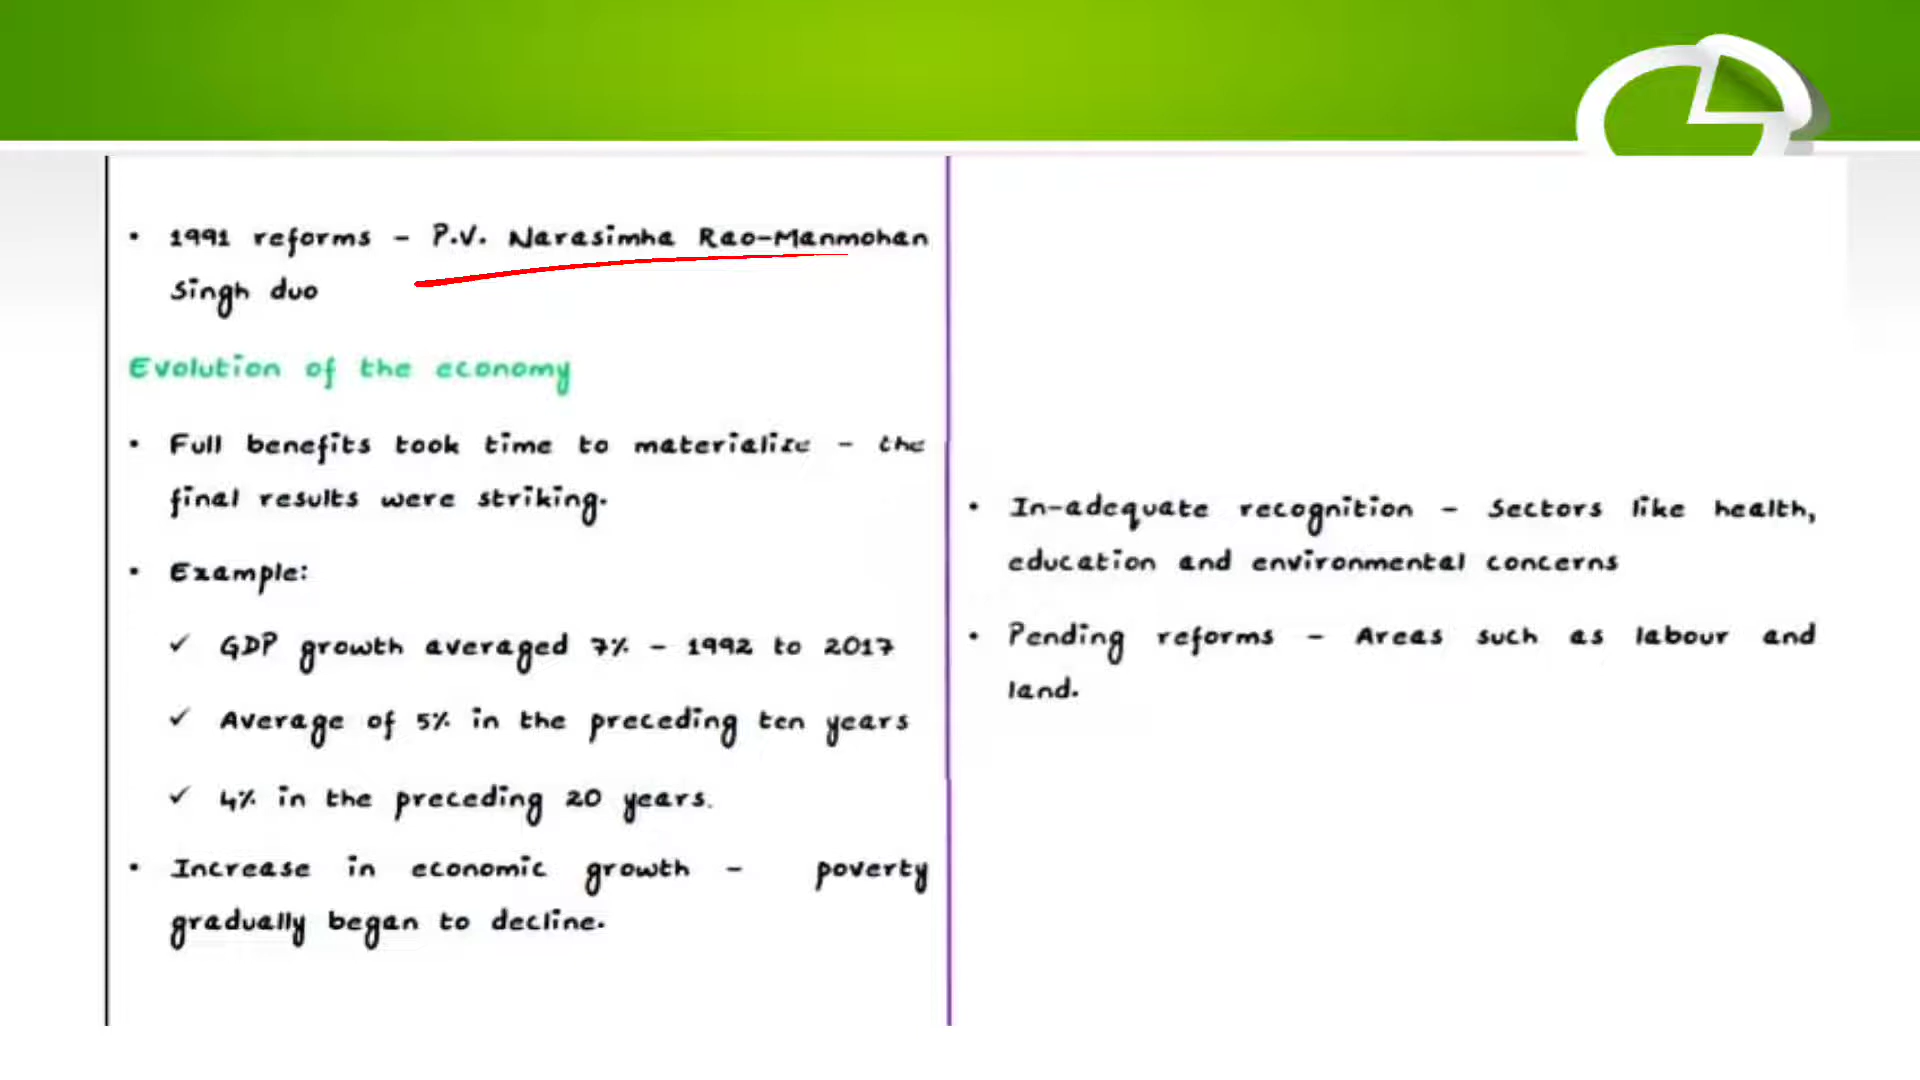 • 1991 reforms – P.V. Narasimha Rao-Manmohan
Singh duo
Evolution of the economy
• Full benefits took time to materialize – the
final results were striking.
• Example:
✓ GDP growth averaged 7% – 1992 to 2017
✓ Average of 5% in the preceding ten years
✓ 4% in the preceding 20 years.
• Increase in economic growth – poverty
gradually began to decline.
• In-adequate recognition – Sectors like health,
education and environmental concerns
• Pending reforms – Areas such as labour and
land.